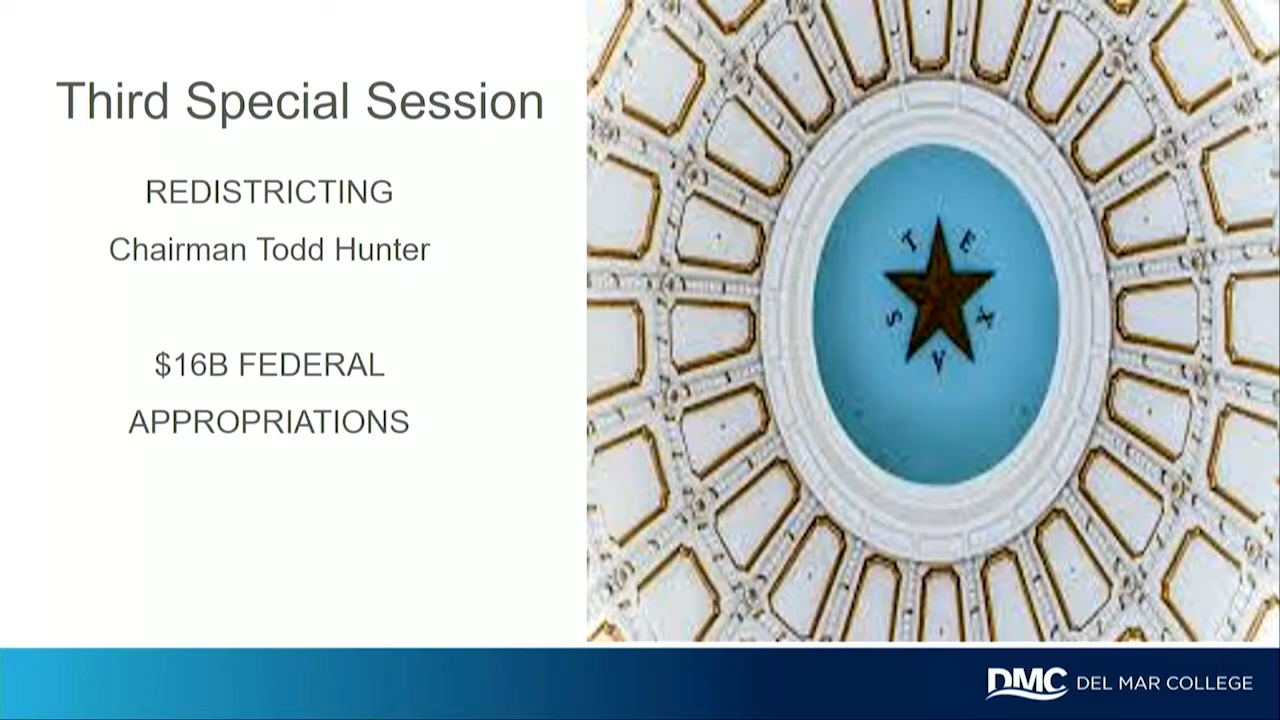 Third Special Session
REDISTRICTING
Chairman Todd Hunter
$16B FEDERAL
APPROPRIATIONS
TEXAS
DMC DEL MAR COLLEGE